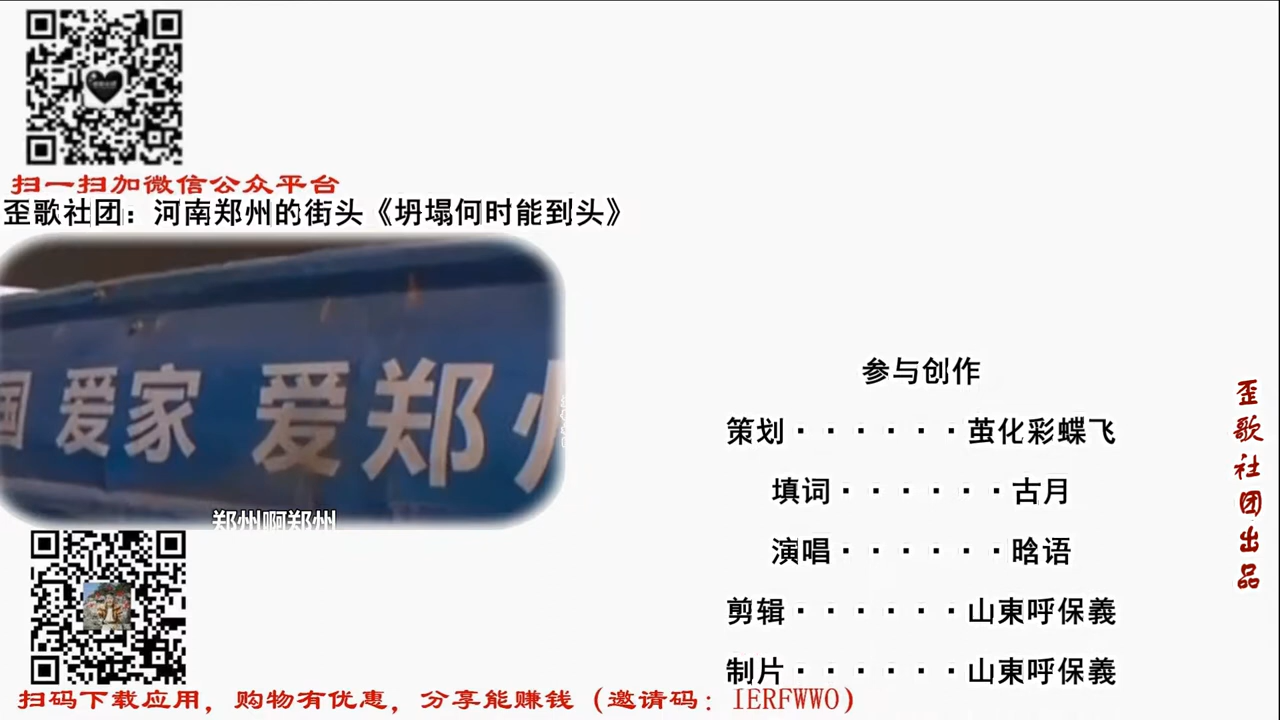 扫一扫加微信公众平台
歪歌社团：河南郑州的街头《坍塌何时能到头》
国 爱家 爱郑州
郑州啊郑州
参与创作
策划······茧化彩蝶飞
填词······古月
演唱······晗语
剪辑······山東呼保義
制片······山東呼保義
歪歌社团出品
扫码下载应用，购物有优惠，分享能赚钱（邀请码：IERFWWO）